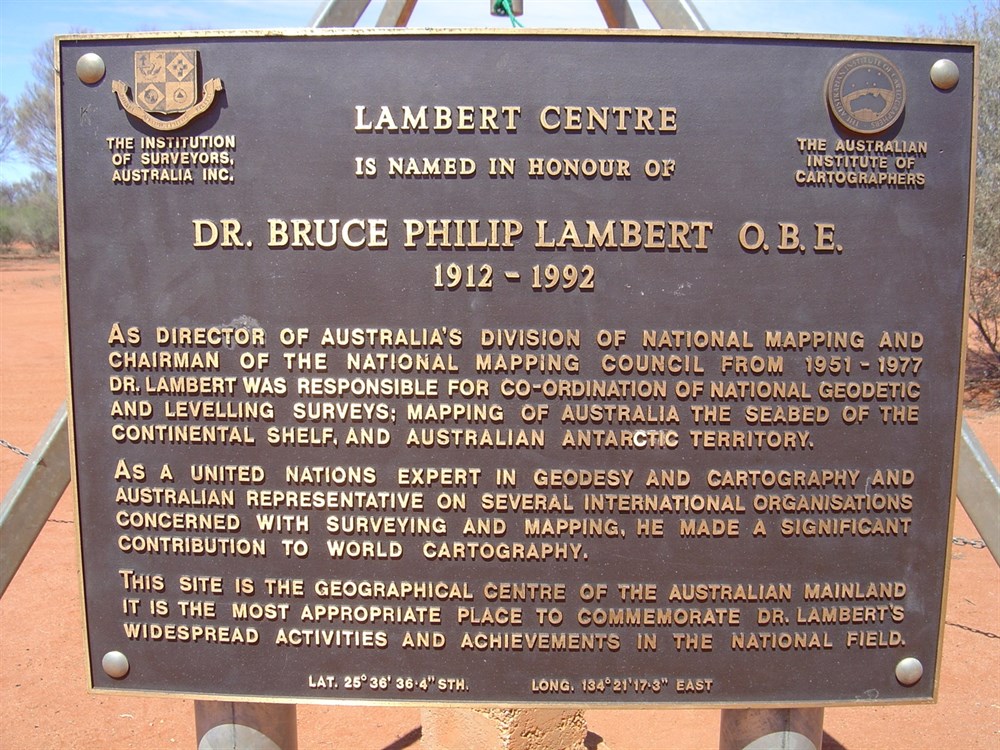 THE INSTITUTION
OF SURVEYORS,
AUSTRALIA INC.
THE AUSTRALIAN
INSTITUTE OF
CARTOGRAPHERS
LAMBERT CENTRE
IS NAMED IN HONOUR OF
DR. BRUCE PHILIP LAMBERT O.B.E.
1912 - 1992
AS DIRECTOR OF AUSTRALIA'S DIVISION OF NATIONAL MAPPING AND
CHAIRMAN OF THE NATIONAL MAPPING COUNCIL FROM 1951 - 1977
DR. LAMBERT WAS RESPONSIBLE FOR CO-ORDINATION OF NATIONAL GEODETIC
AND LEVELLING SURVEYS; MAPPING OF AUSTRALIA THE SEABED OF THE
CONTINENTAL SHELF, AND AUSTRALIAN ANTARCTIC TERRITORY.
AS A UNITED NATIONS EXPERT IN GEODESY AND CARTOGRAPHY AND
AUSTRALIAN REPRESENTATIVE ON SEVERAL INTERNATIONAL ORGANISATIONS
CONCERNED WITH SURVEYING AND MAPPING, HE MADE A SIGNIFICANT
CONTRIBUTION TO WORLD CARTOGRAPHY.
THIS SITE IS THE GEOGRAPHICAL CENTRE OF THE AUSTRALIAN MAINLAND
IT IS THE MOST APPROPRIATE PLACE TO COMMEMORATE DR. LAMBERT'S
WIDESPREAD ACTIVITIES AND ACHIEVEMENTS IN THE NATIONAL FIELD.
LAT. 25° 36' 36·4" STH. LONG. 134° 21' 17·3" EAST